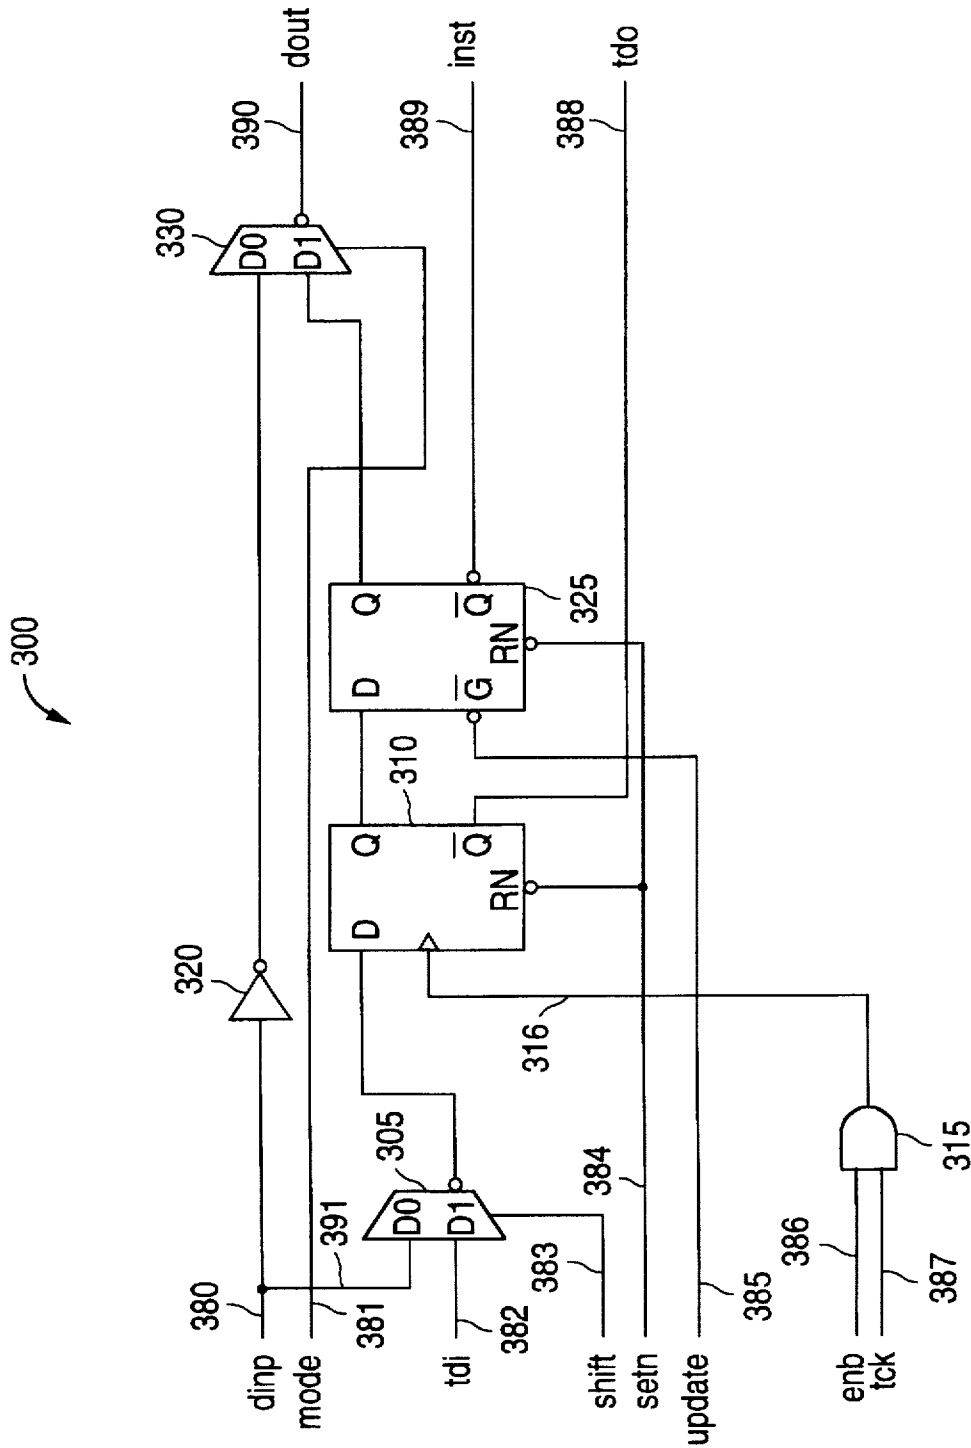 300
dinp
380
391
320
D0
D1
330
390
dout
mode
381
tdi
382
D0
D1
305
383
shift
D
Q
Q
RN
310
D
Q
G
Q
RN
325
389
inst
388
tdo
316
384
setn
385
update
386
387
enb
tck
315